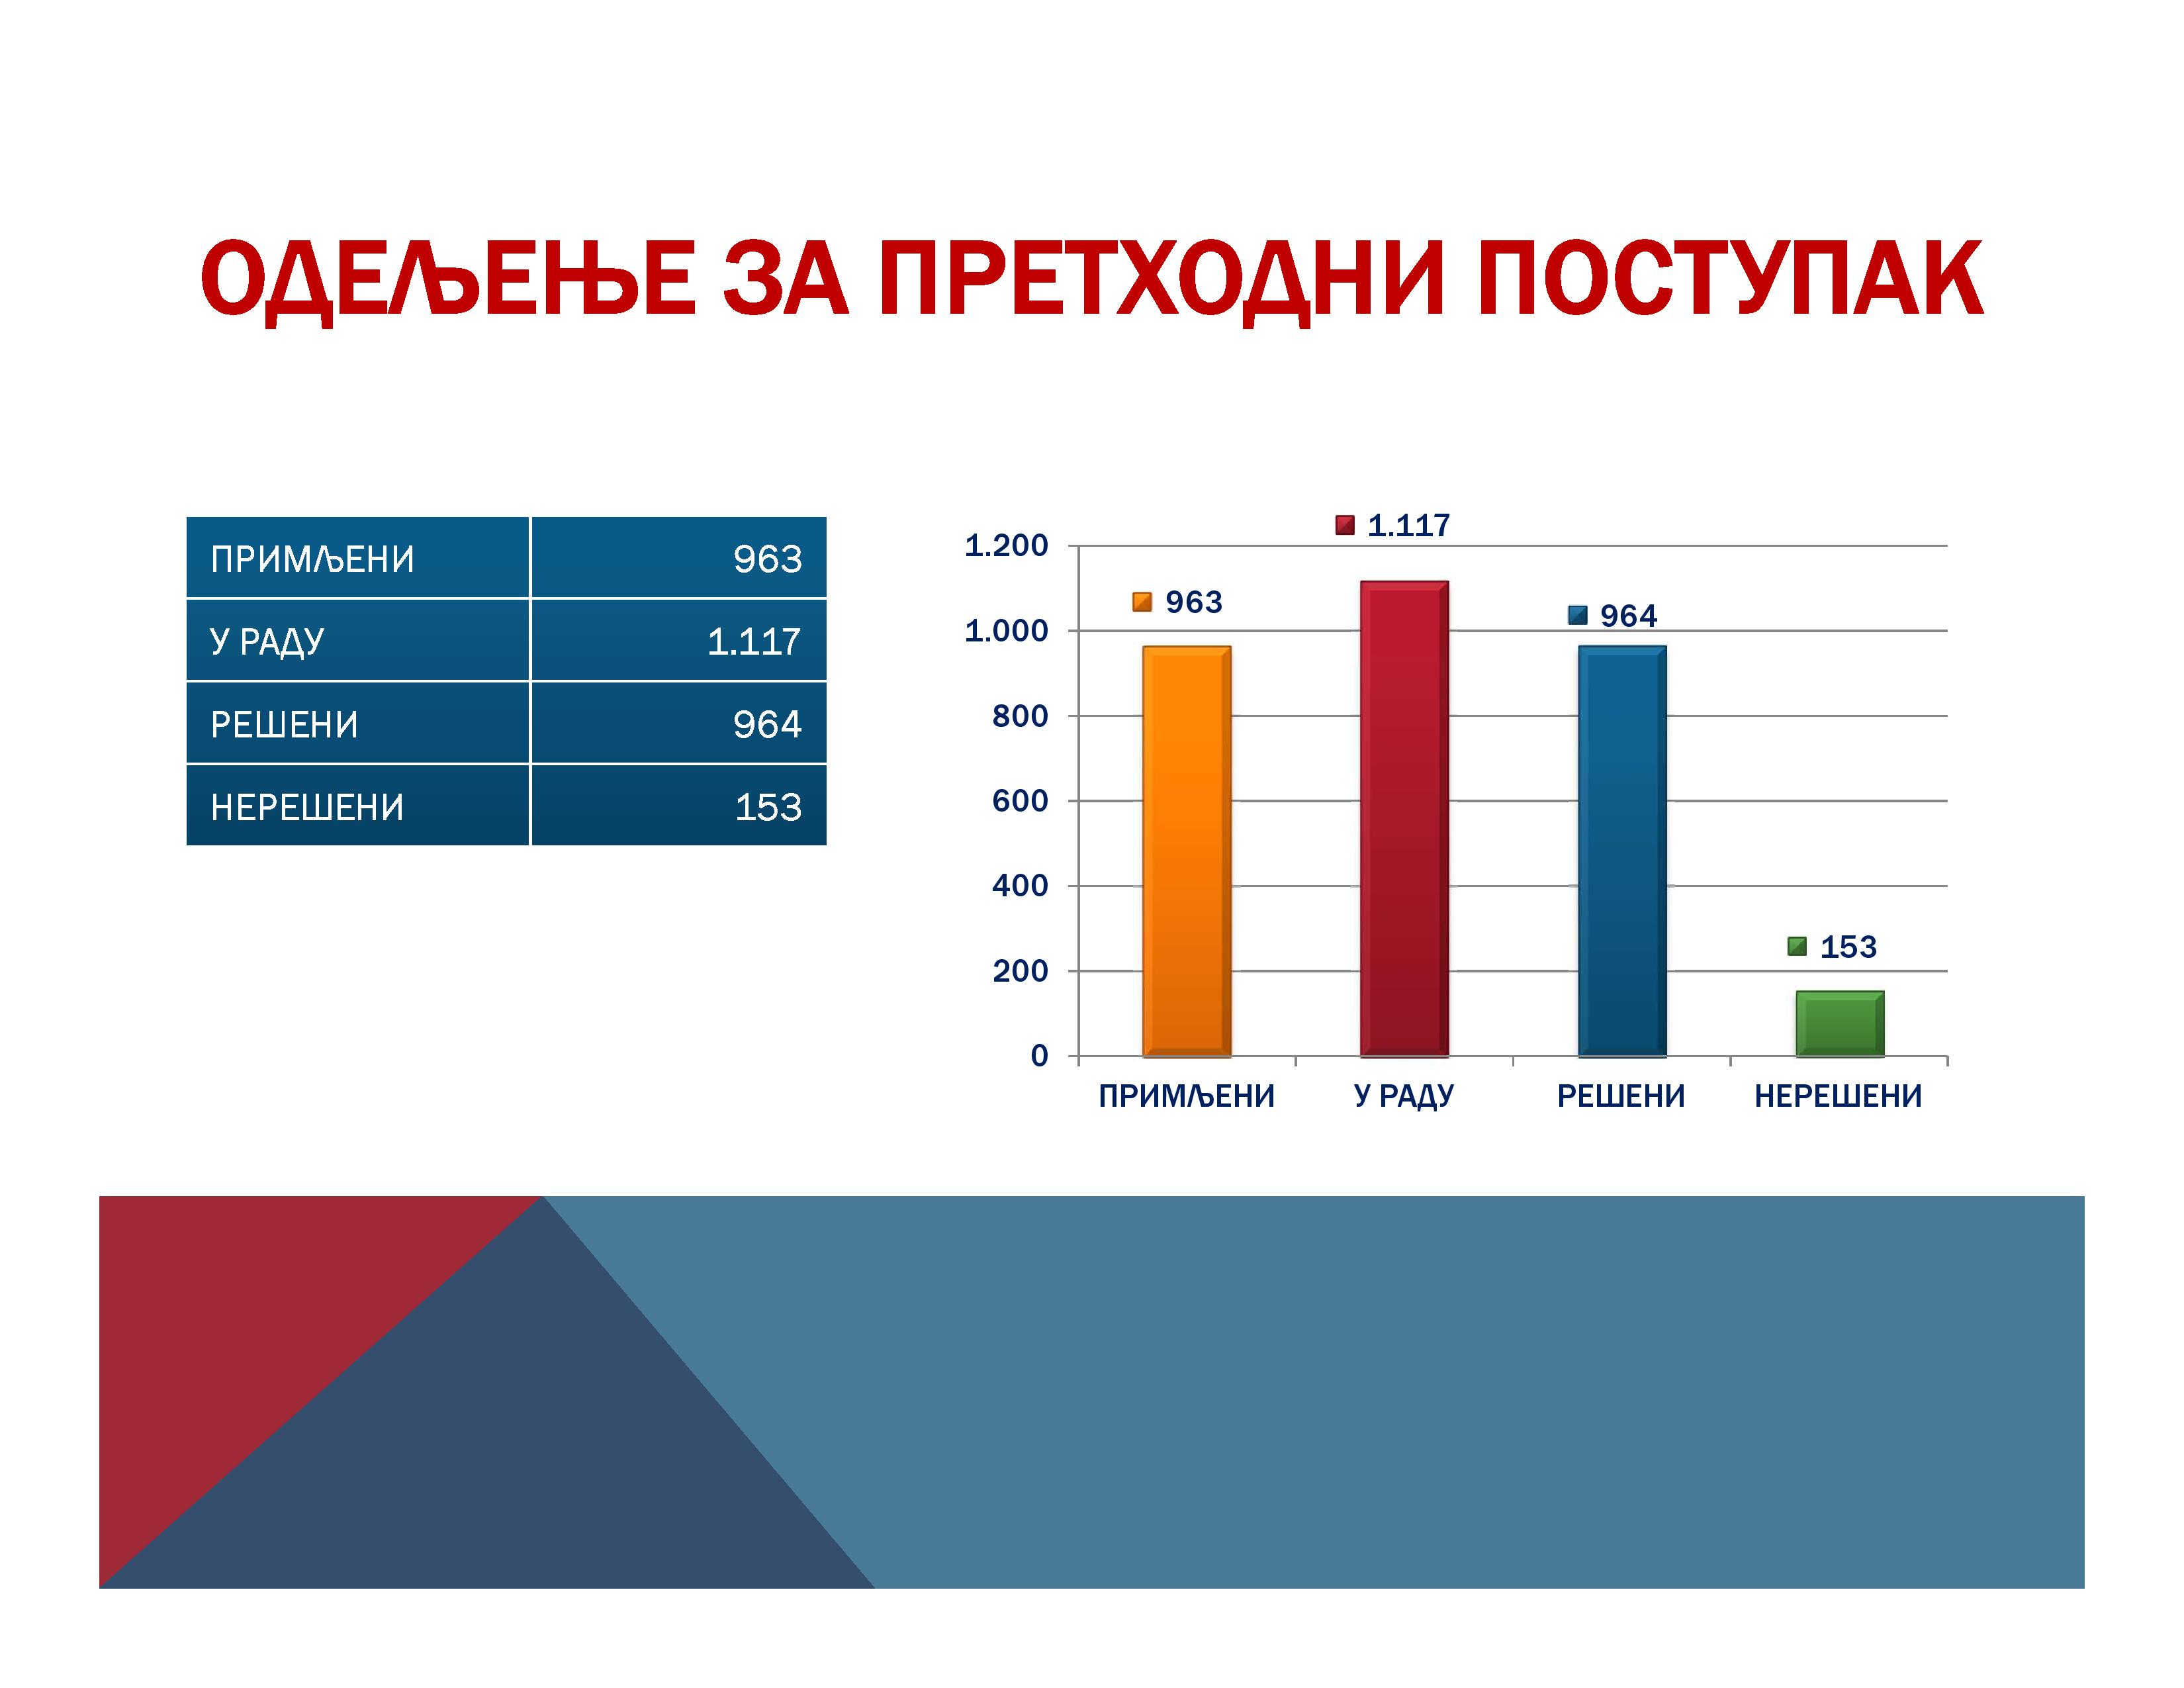 ОДЕЉЕЊЕ ЗА ПРЕТХОДНИ ПОСТУПАК
ПРИМЉЕНИ 963
У РАДУ 1.117
РЕШЕНИ 964
НЕРЕШЕНИ 153
1.117
1.200
963
964
1.000
800
600
400
153
200
0
ПРИМЉЕНИ У РАДУ РЕШЕНИ НЕРЕШЕНИ